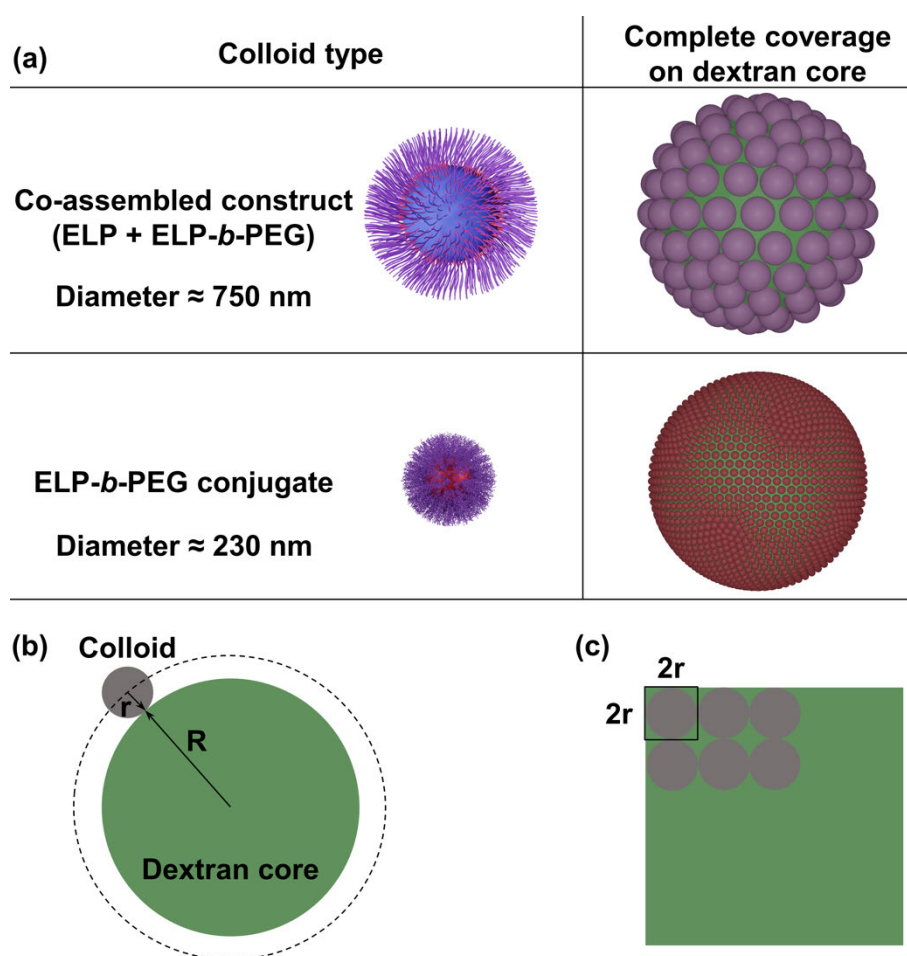 (a)
Colloid type
Complete coverage
on dextran core
Co-assembled construct
(ELP + ELP-b-PEG)
Diameter ≈ 750 nm
ELP-b-PEG conjugate
Diameter ≈ 230 nm
(b)
Colloid
r
R
Dextran core
(c)
2r
2r